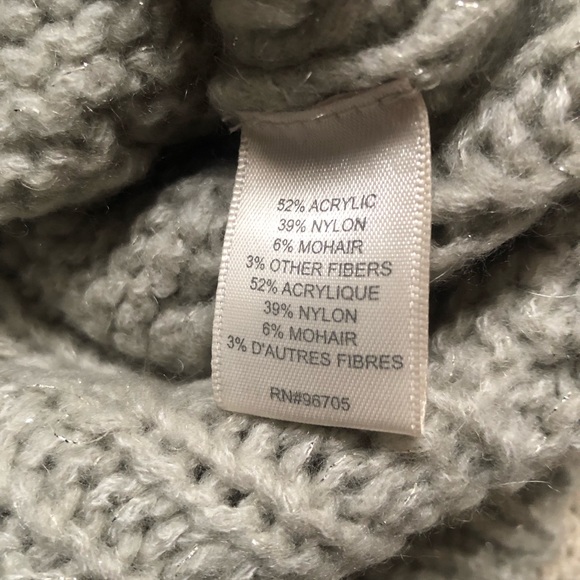 52% ACRYLIC
39% NYLON
6% MOHAIR
3% OTHER FIBERS
52% ACRYLIQUE
39% NYLON
6% MOHAIR
3% D'AUTRES FIBRES
RN#96705